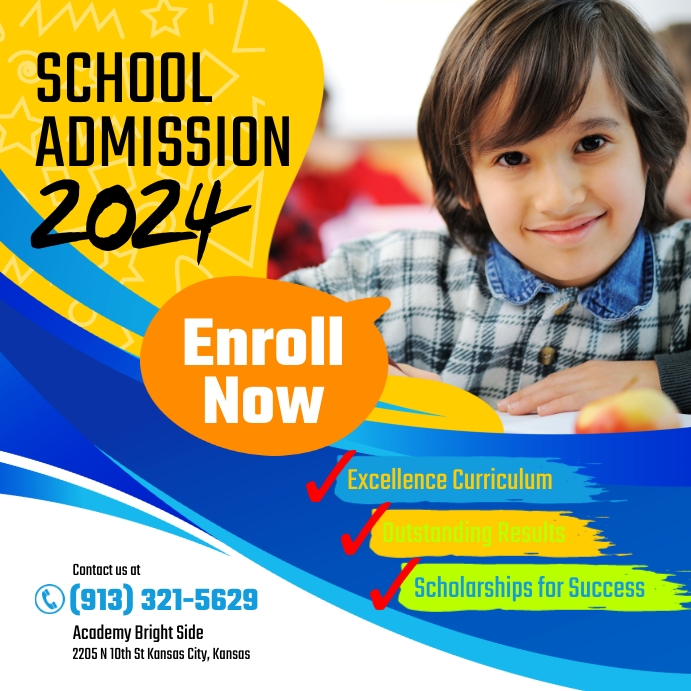 SCHOOL
ADMISSION
2024
Enroll
Now
Excellence Curriculum
Outstanding Results
Scholarships for Success
Contact us at
(913) 321-5629
Academy Bright Side
2205 N 10th St Kansas City, Kansas